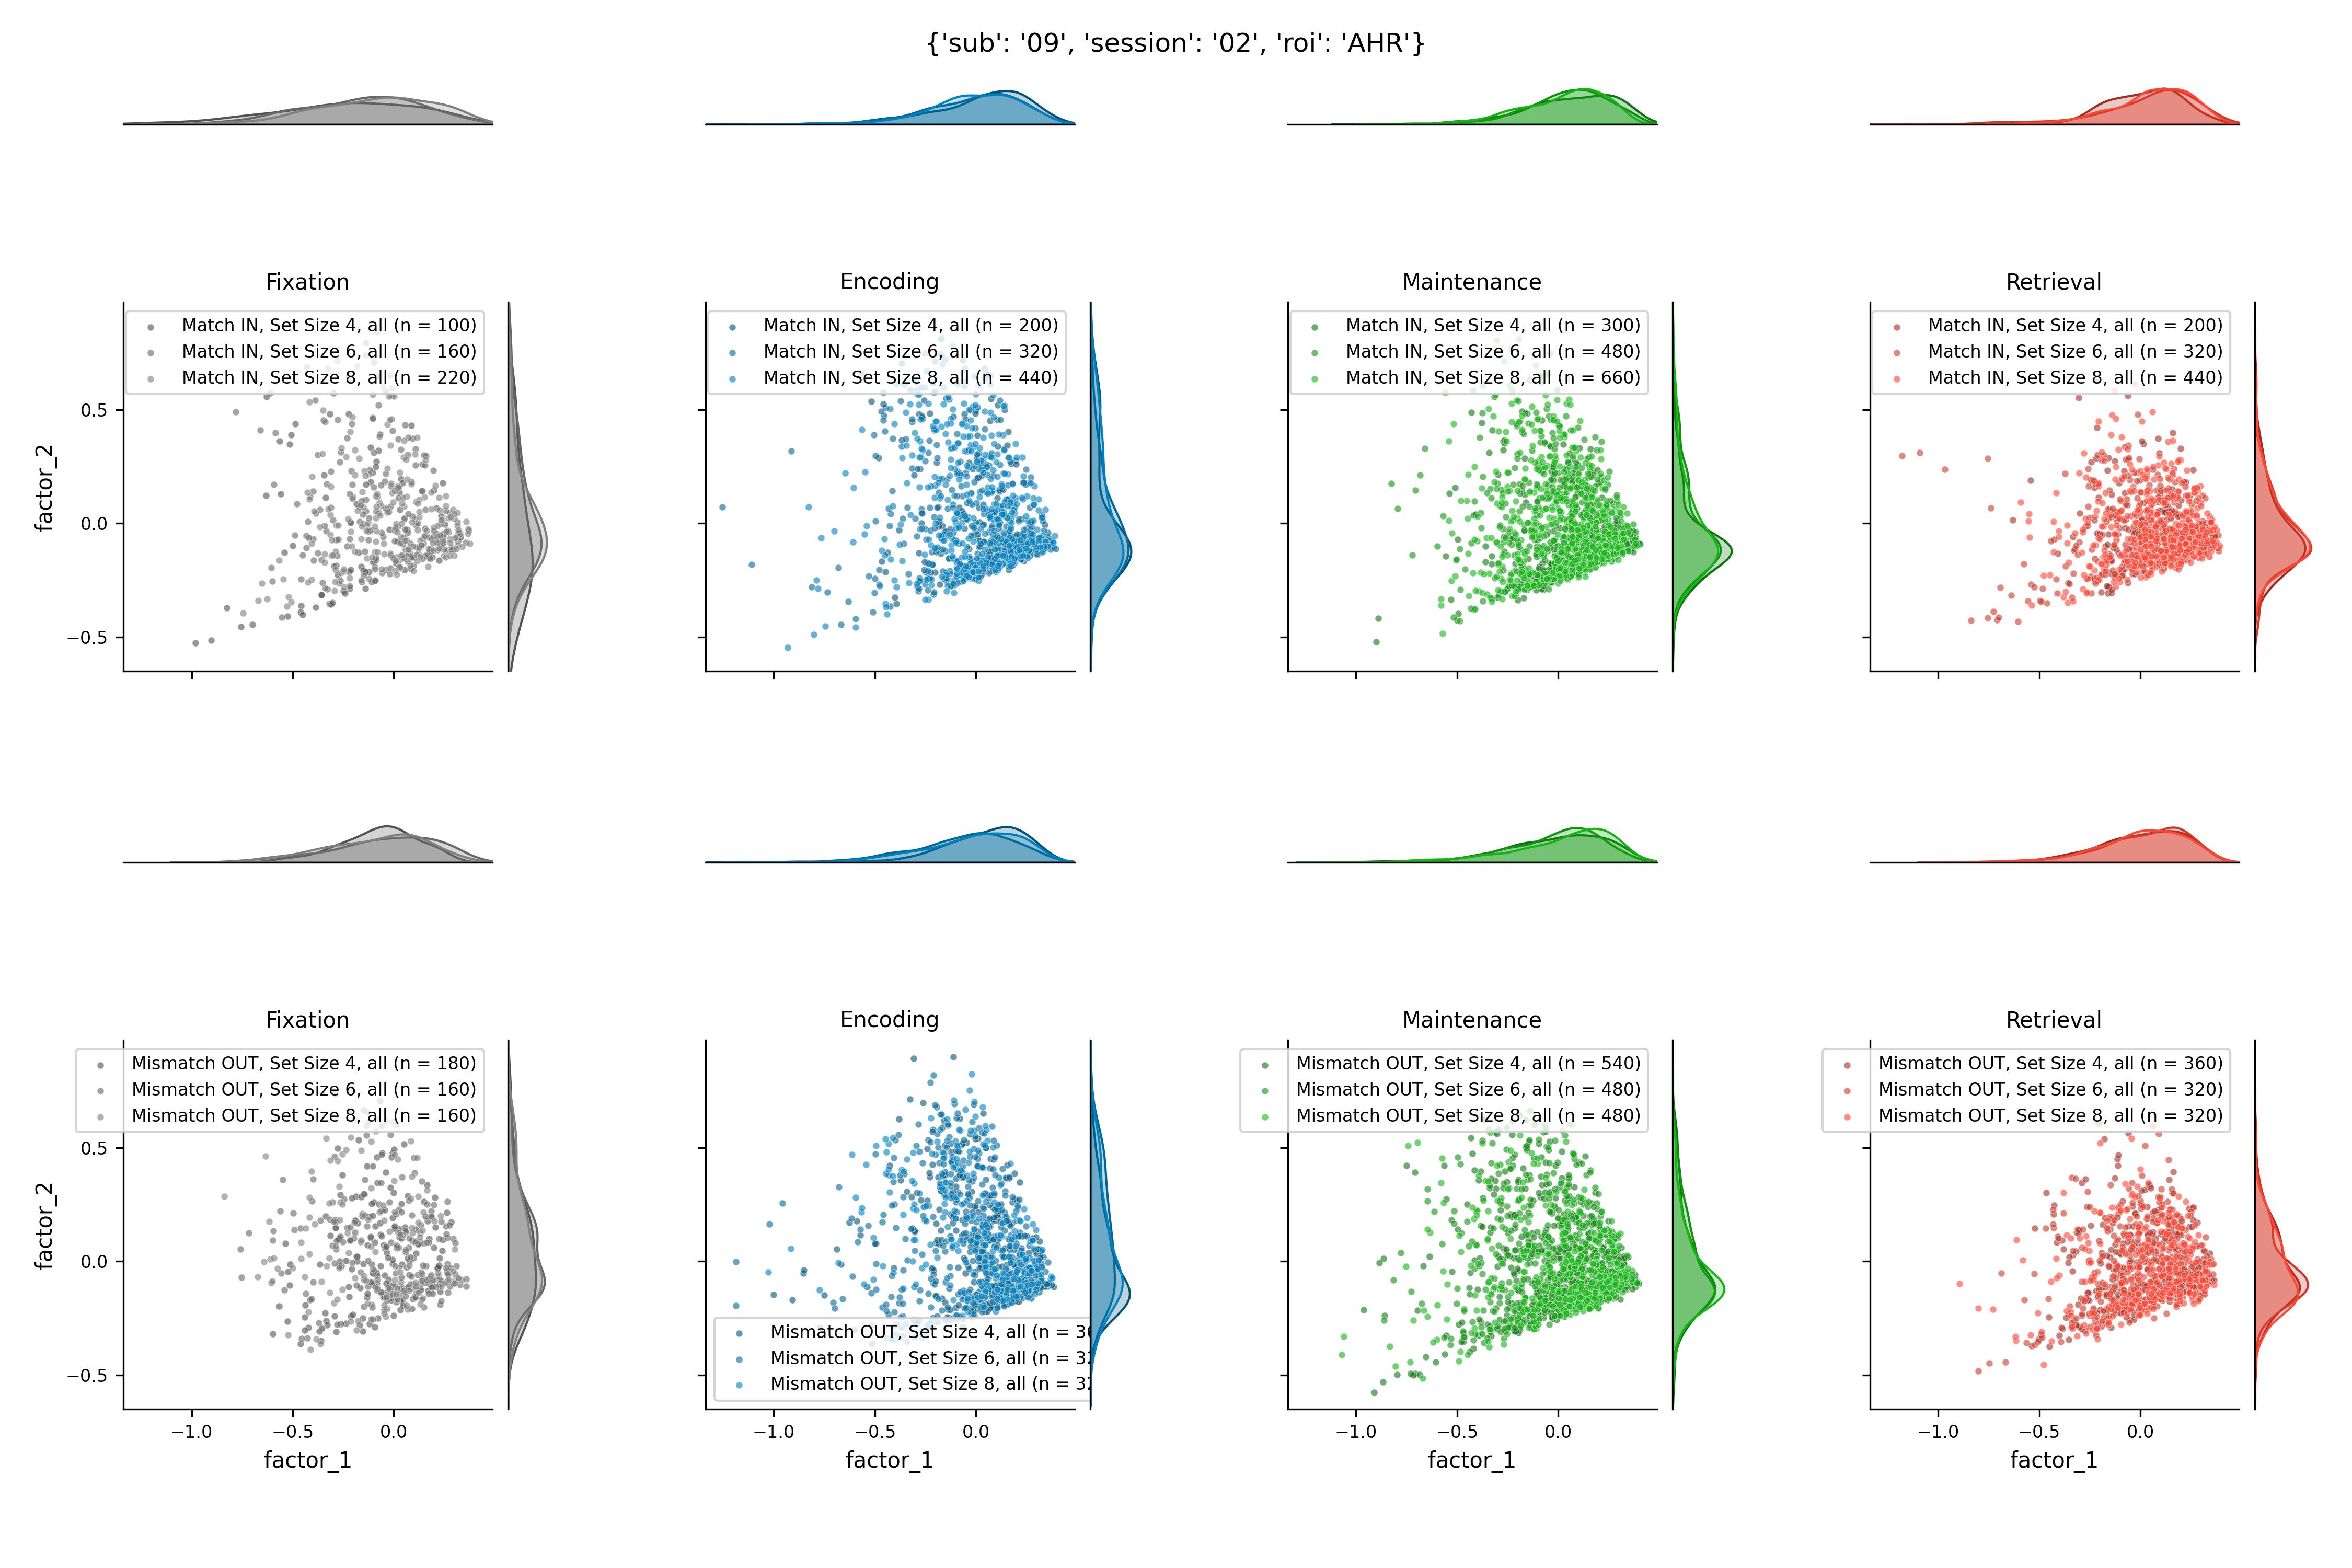 {'sub': '09', 'session': '02', 'roi': 'AHR'}
Fixation
Encoding
Maintenance
Retrieval
Match IN, Set Size 4, all (n = 100)
Match IN, Set Size 6, all (n = 160)
Match IN, Set Size 8, all (n = 220)
Match IN, Set Size 4, all (n = 200)
Match IN, Set Size 6, all (n = 320)
Match IN, Set Size 8, all (n = 440)
Match IN, Set Size 4, all (n = 300)
Match IN, Set Size 6, all (n = 480)
Match IN, Set Size 8, all (n = 660)
Match IN, Set Size 4, all (n = 200)
Match IN, Set Size 6, all (n = 320)
Match IN, Set Size 8, all (n = 440)
factor_2
0.5
0.0
−0.5
Fixation
Encoding
Maintenance
Retrieval
Mismatch OUT, Set Size 4, all (n = 180)
Mismatch OUT, Set Size 6, all (n = 160)
Mismatch OUT, Set Size 8, all (n = 160)
Mismatch OUT, Set Size 4, all (n =
Mismatch OUT, Set Size 6, all (n =
Mismatch OUT, Set Size 8, all (n =
Mismatch OUT, Set Size 4, all (n = 540)
Mismatch OUT, Set Size 6, all (n = 480)
Mismatch OUT, Set Size 8, all (n = 480)
Mismatch OUT, Set Size 4, all (n = 360)
Mismatch OUT, Set Size 6, all (n = 320)
Mismatch OUT, Set Size 8, all (n = 320)
factor_2
0.5
0.0
−0.5
−1.0 −0.5 0.0
−1.0 −0.5 0.0
−1.0 −0.5 0.0
−1.0 −0.5 0.0
factor_1
factor_1
factor_1
factor_1